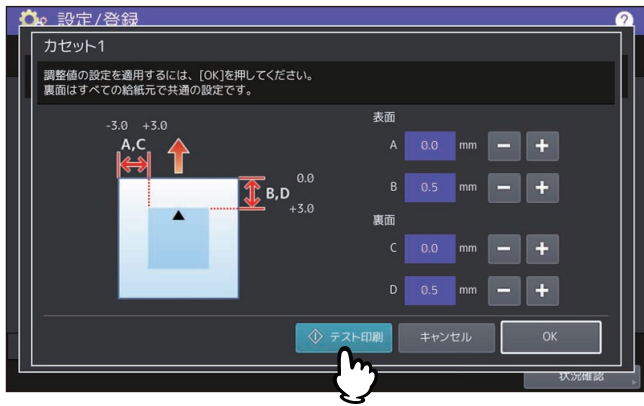 設定/登録
?
カセット1
調整値の設定を適用するには、[OK]を押してください。
裏面はすべての給紙元で共通の設定です。
-3.0 +3.0
A,C
0.0
B,D
+3.0
表面
A 0.0 mm − +
B 0.5 mm − +
裏面
C 0.0 mm − +
D 0.5 mm − +
テスト印刷
キャンセル
OK
状況確認